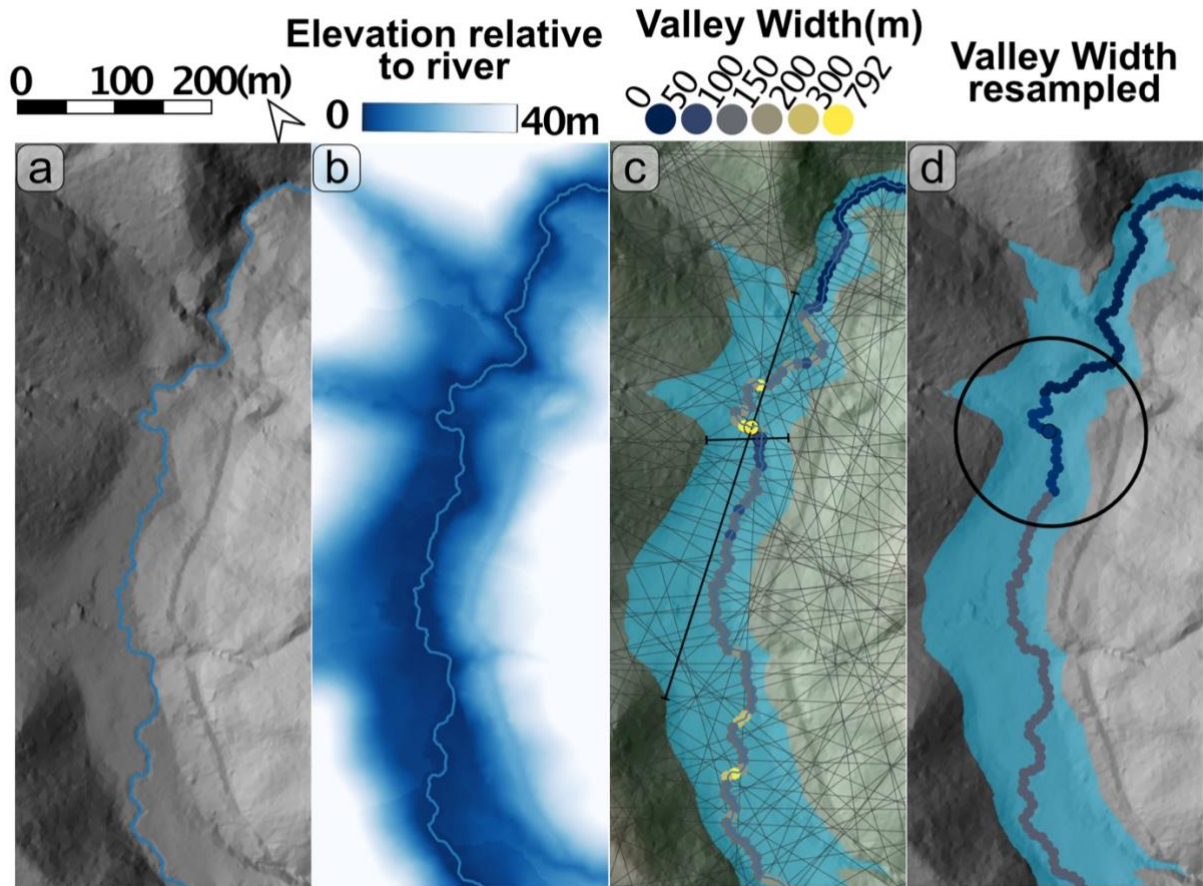 Elevation relative
to river
Valley Width(m)
Valley Width
resampled
0 100 200(m)
0 40m
0 50 100 150 200 300 792
a
b
c
d